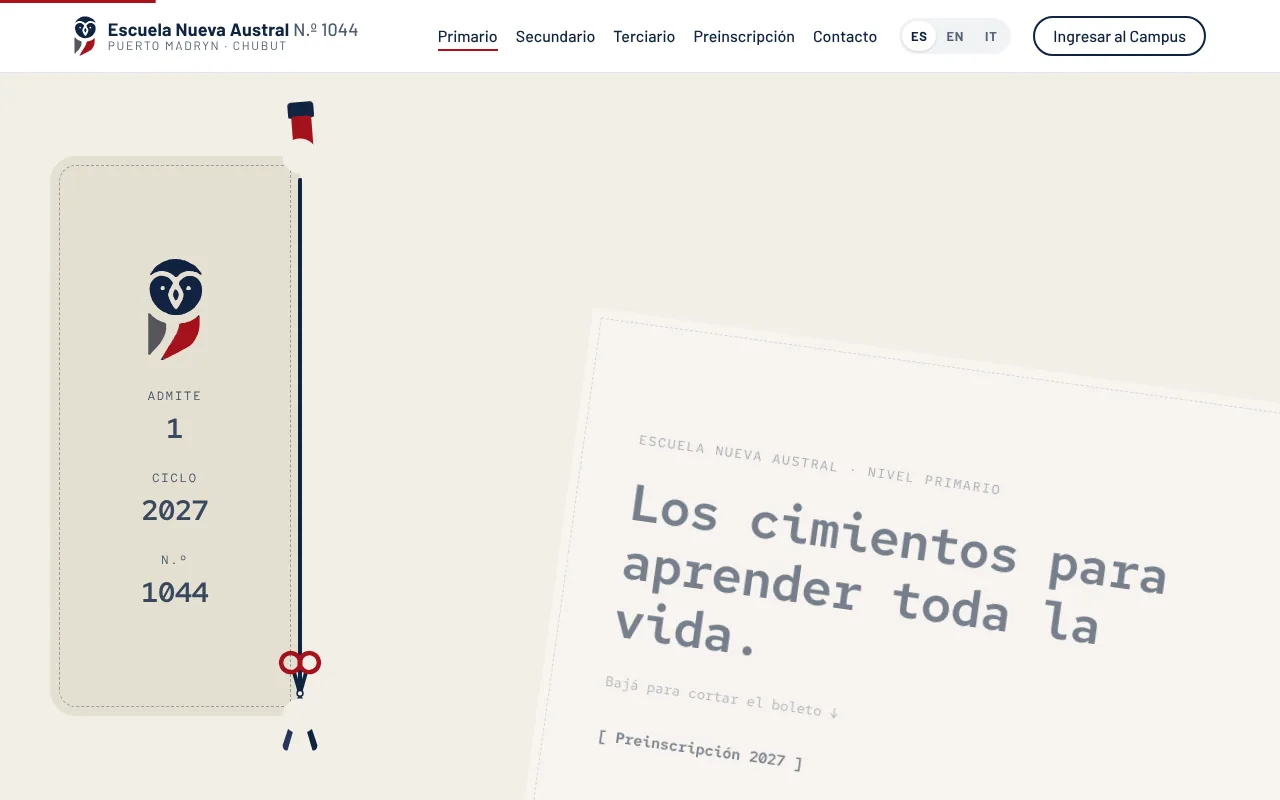 Escuela Nueva Austral N.º 1044
PUERTO MADRYN · CHUBUT
Primario
Secundario
Terciario
Preinscripción
Contacto
ES
EN
IT
Ingresar al Campus
ADMITE
1
CICLO
2027
N.º
1044
ESCUELA NUEVA AUSTRAL · NIVEL PRIMARIO
Los cimientos para
aprender toda la
vida.
Bajá para cortar el boleto ↓
[ Preinscripción 2027 ]